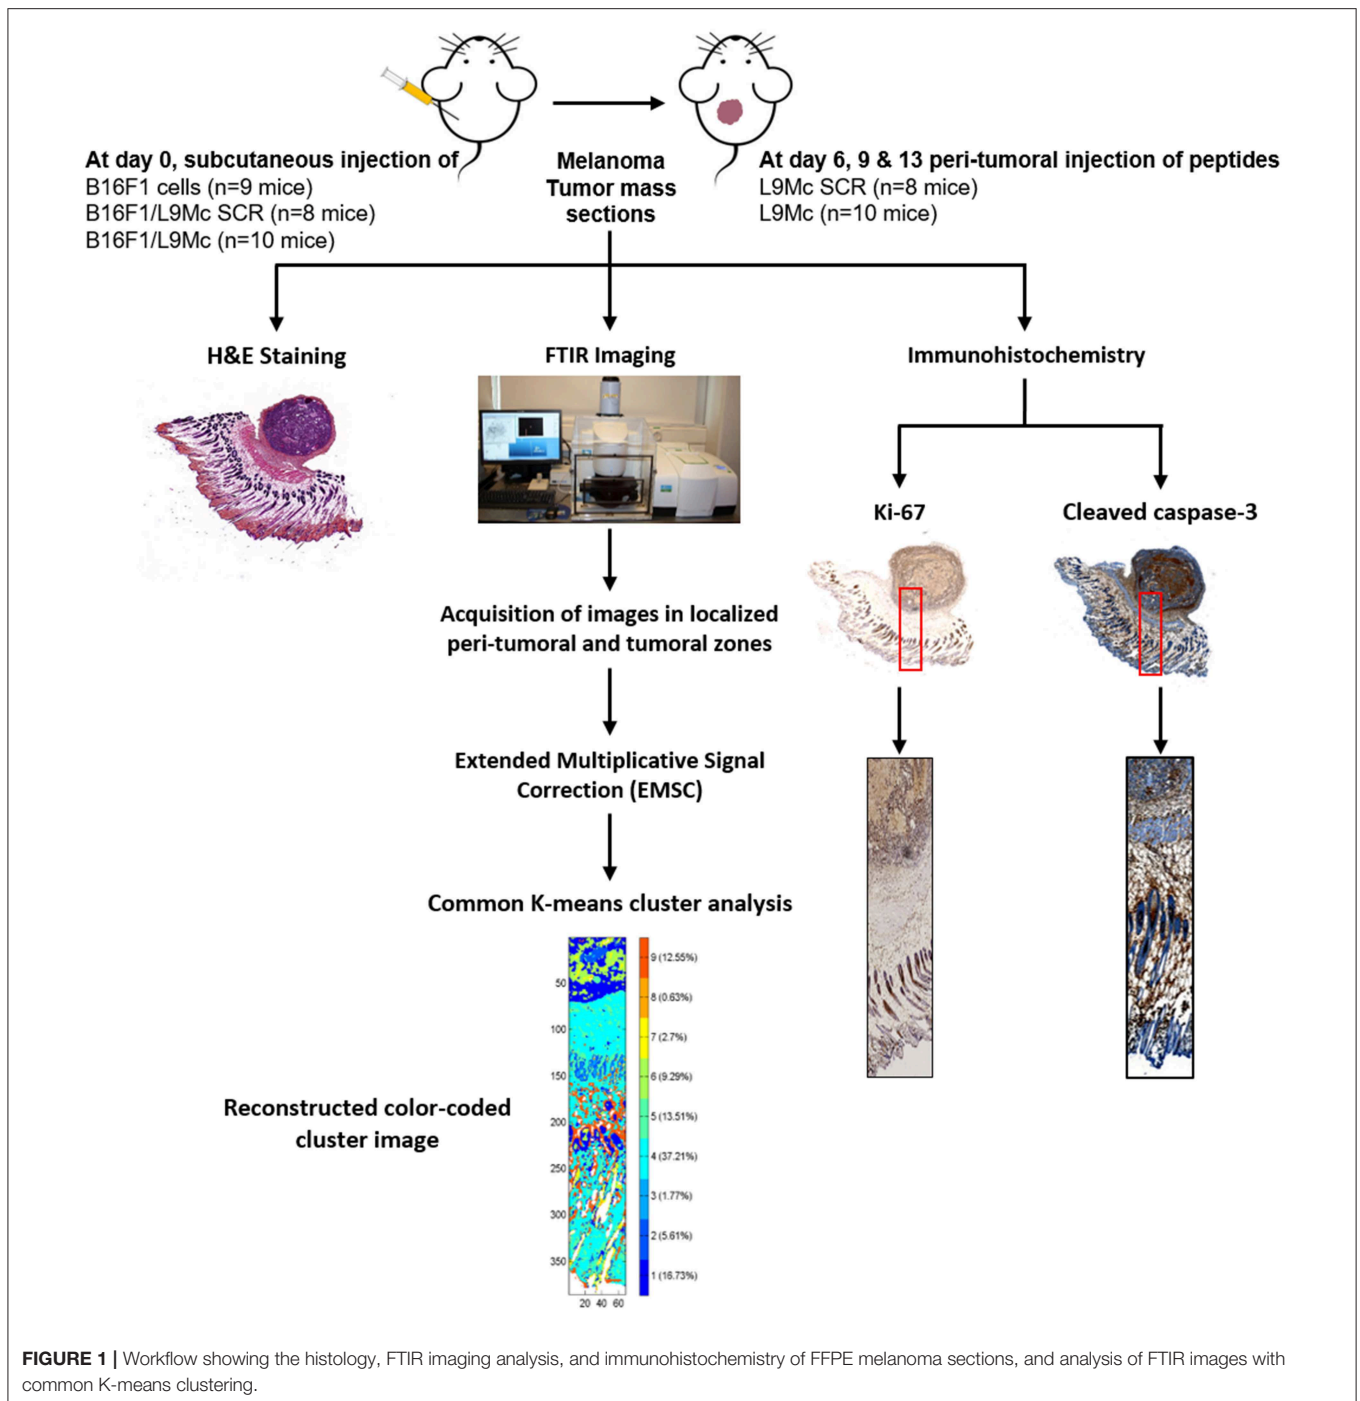 At day 0, subcutaneous injection of
B16F1 cells (n=9 mice)
B16F1/L9Mc SCR (n=8 mice)
B16F1/L9Mc (n=10 mice)
Melanoma
Tumor mass
sections
At day 6, 9 & 13 peri-tumoral injection of peptides
L9Mc SCR (n=8 mice)
L9Mc (n=10 mice)
H&E Staining
FTIR Imaging
Immunohistochemistry
Ki-67
Cleaved caspase-3
Acquisition of images in localized
peri-tumoral and tumoral zones
Extended Multiplicative Signal
Correction (EMSC)
Common K-means cluster analysis
Reconstructed color-coded
cluster image
50
100
150
200
250
300
350
20 40 60
9 (12.55%)
8 (0.63%)
7 (2.7%)
6 (9.29%)
5 (13.51%)
4 (37.21%)
3 (1.77%)
2 (5.61%)
1 (16.73%)
FIGURE 1 | Workflow showing the histology, FTIR imaging analysis, and immunohistochemistry of FFPE melanoma sections, and analysis of FTIR images with
common K-means clustering.